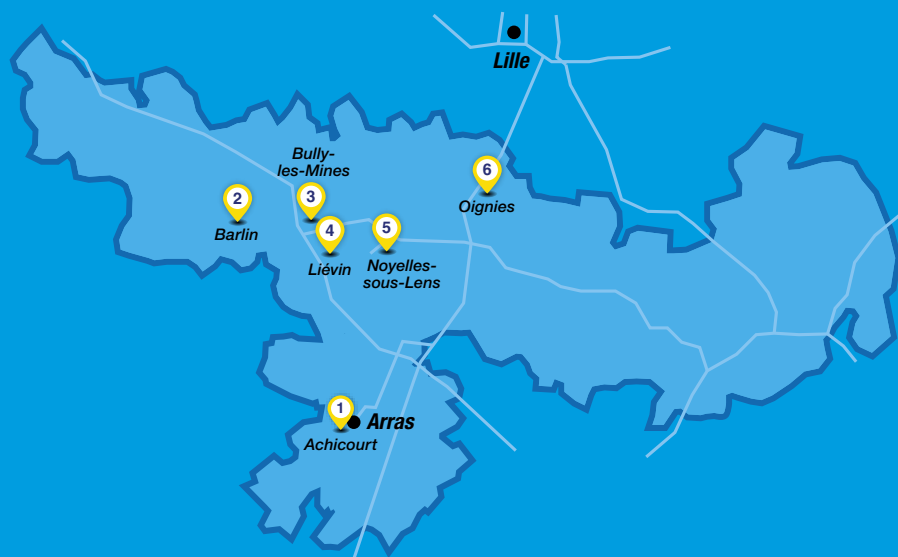 Lille
Bully-
les-Mines
6
Oignies
2
Barlin
3
4
Liévin
5
Noyelles-
sous-Lens
1
Arras
Achicourt